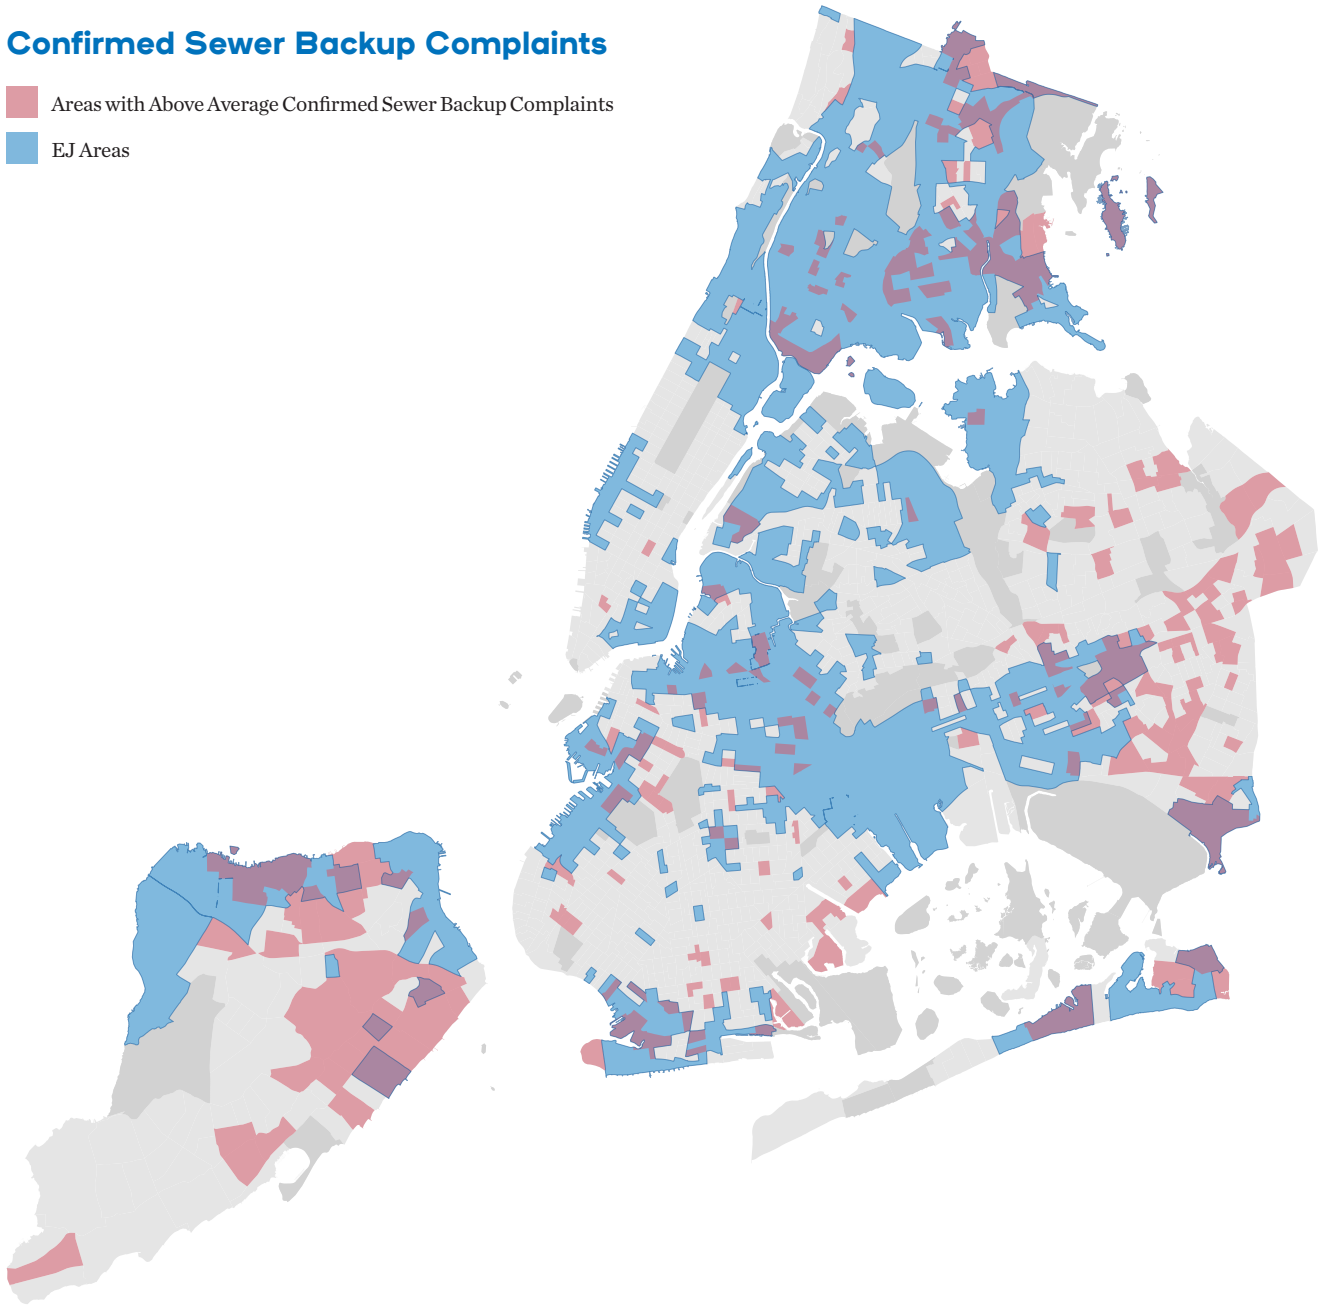 Confirmed Sewer Backup Complaints
Areas with Above Average Confirmed Sewer Backup Complaints
EJ Areas